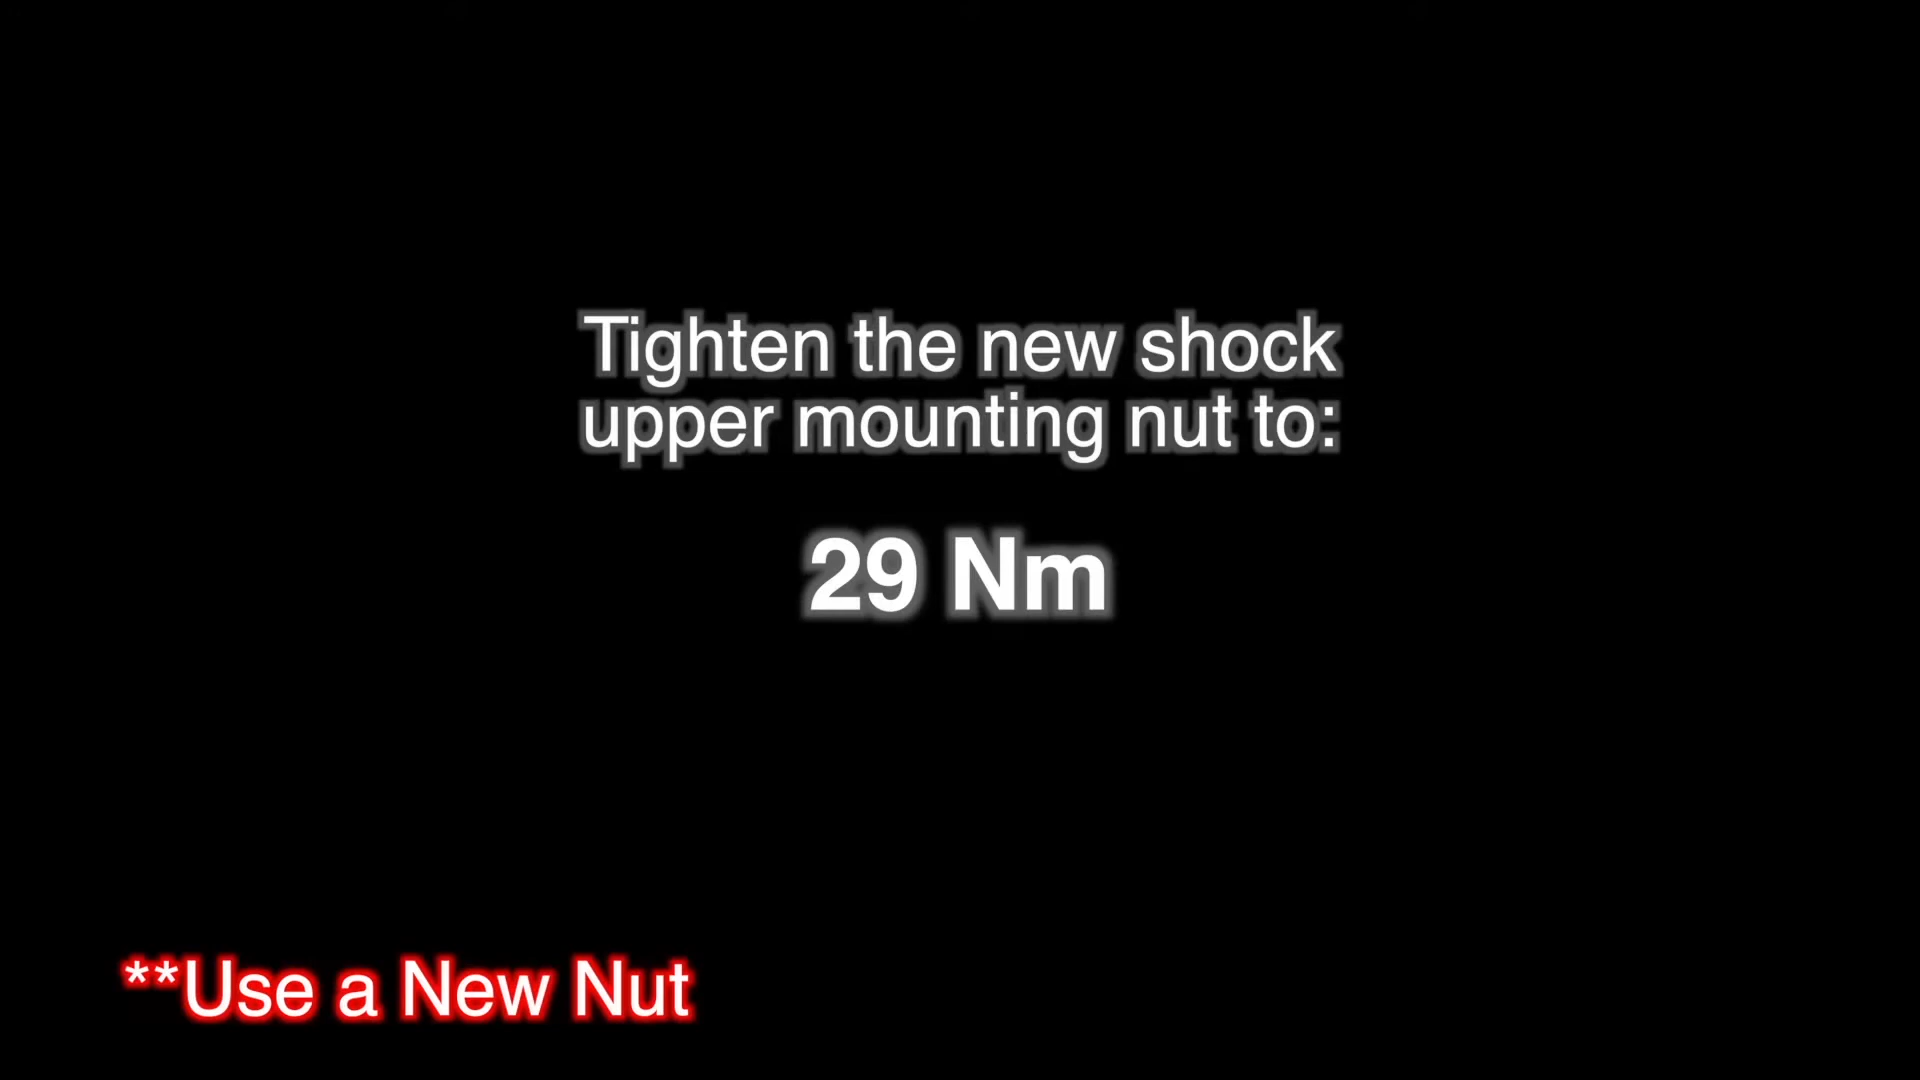 Tighten the new shock
upper mounting nut to:
29 Nm
**Use a New Nut